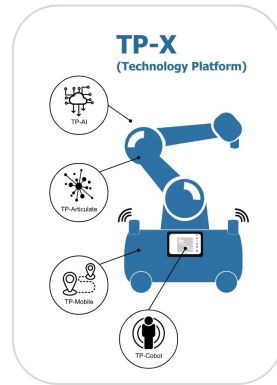 TP-X
(Technology Platform)
TP-AI
TP-Articulate
TP-Mobile
TP-Cobot